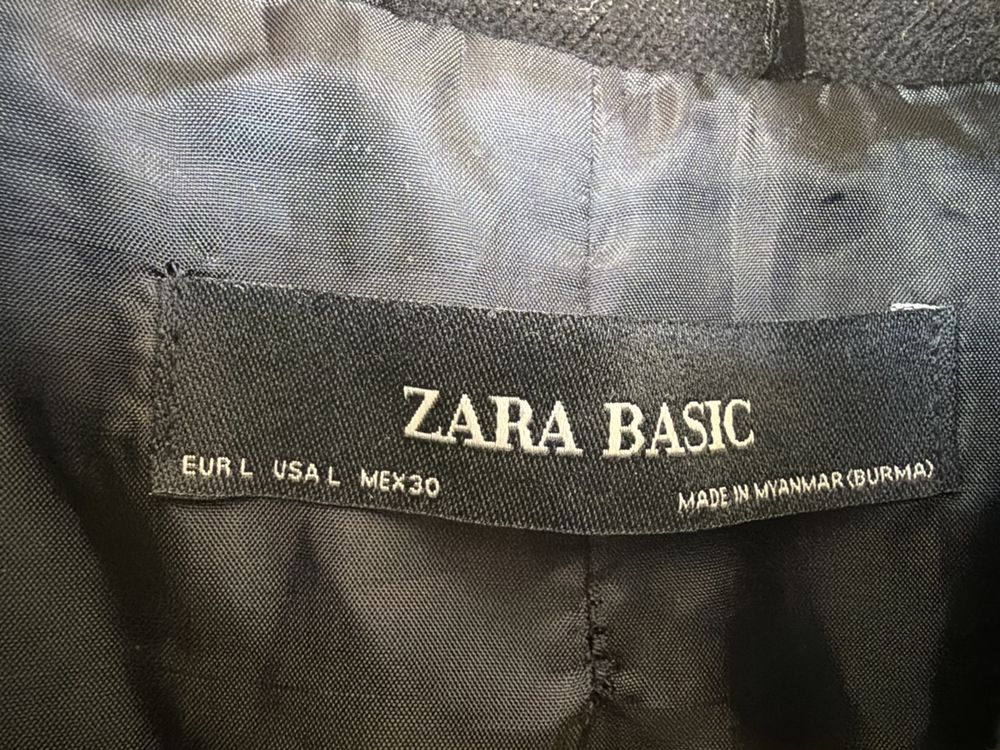 ZARA BASIC
EUR L USA L MEX 30
MADE IN MYANMAR (BURMA)